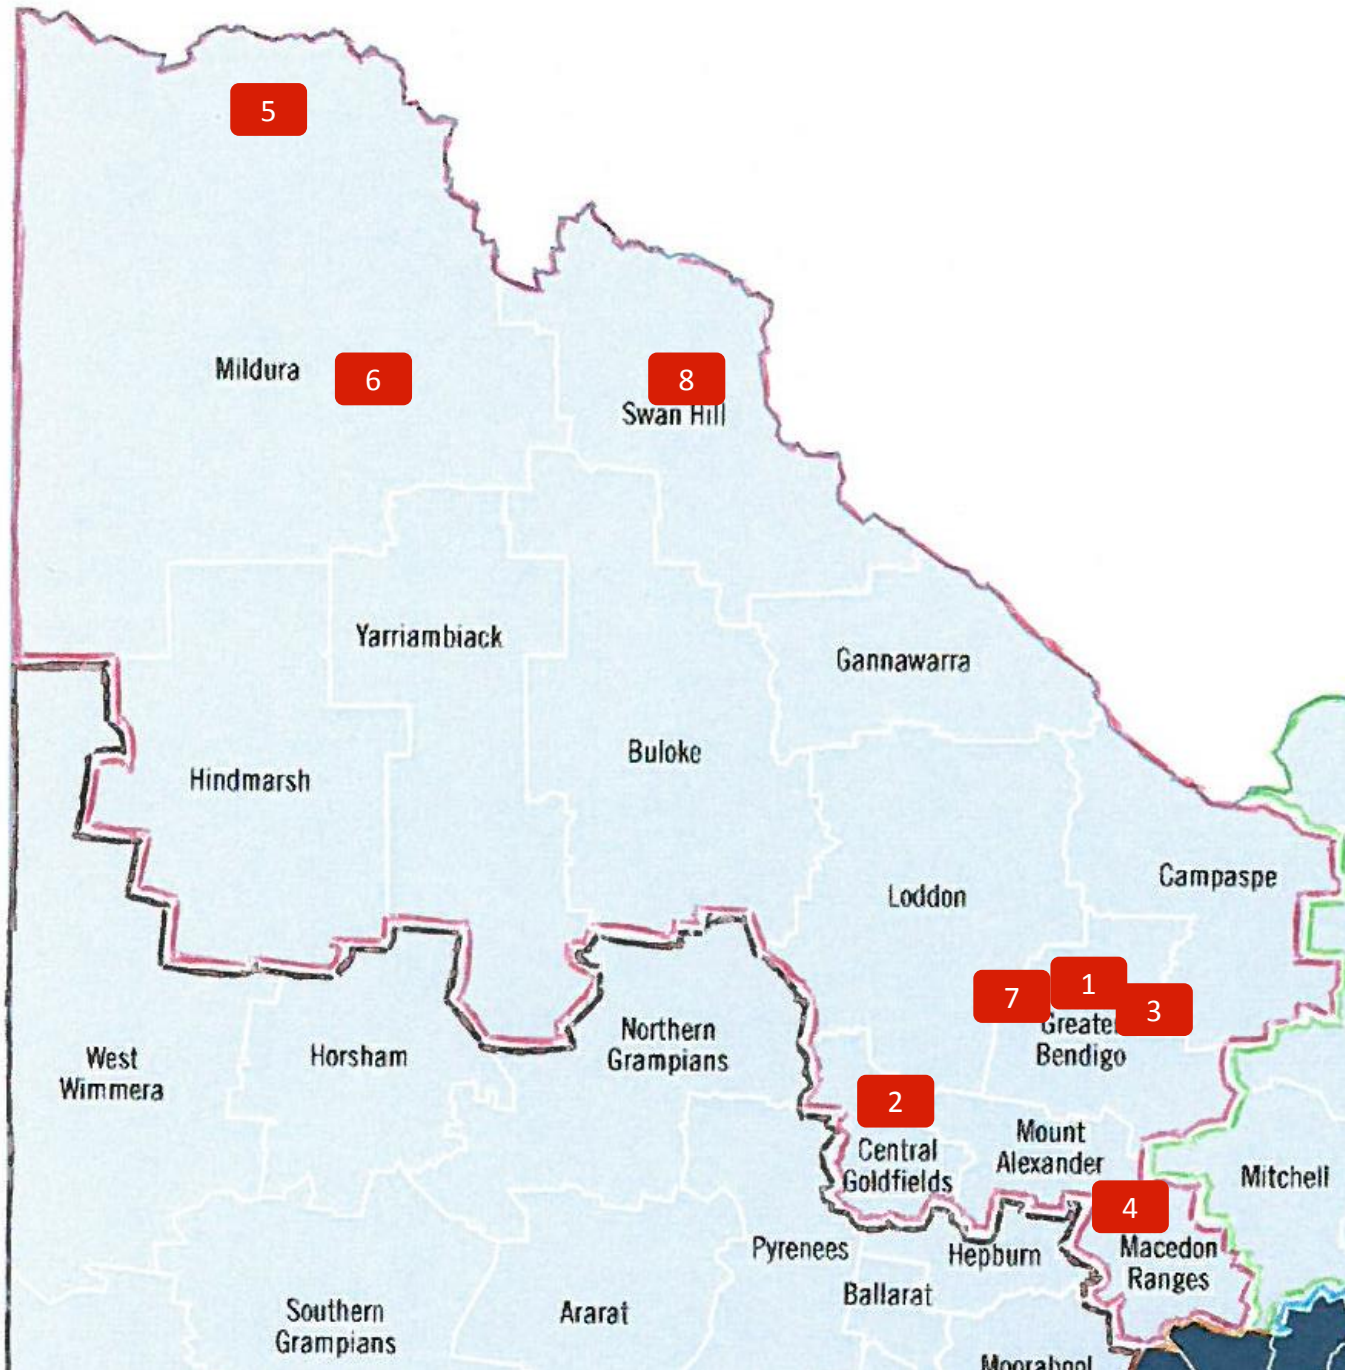 5
Mildura
6
8
Swan Hill
Yarriambiack
Gannawarra
Buloke
Hindmarsh
Campaspe
Loddon
1
7
3
Greater
Bendigo
Northern
Grampians
West
Wimmera
Horsham
2
Central
Goldfields
Mount
Alexander
Mitchell
4
Macedon
Ranges
Pyrenees
Hepburn
Ballarat
Southern
Grampians
Ararat
Moorabool